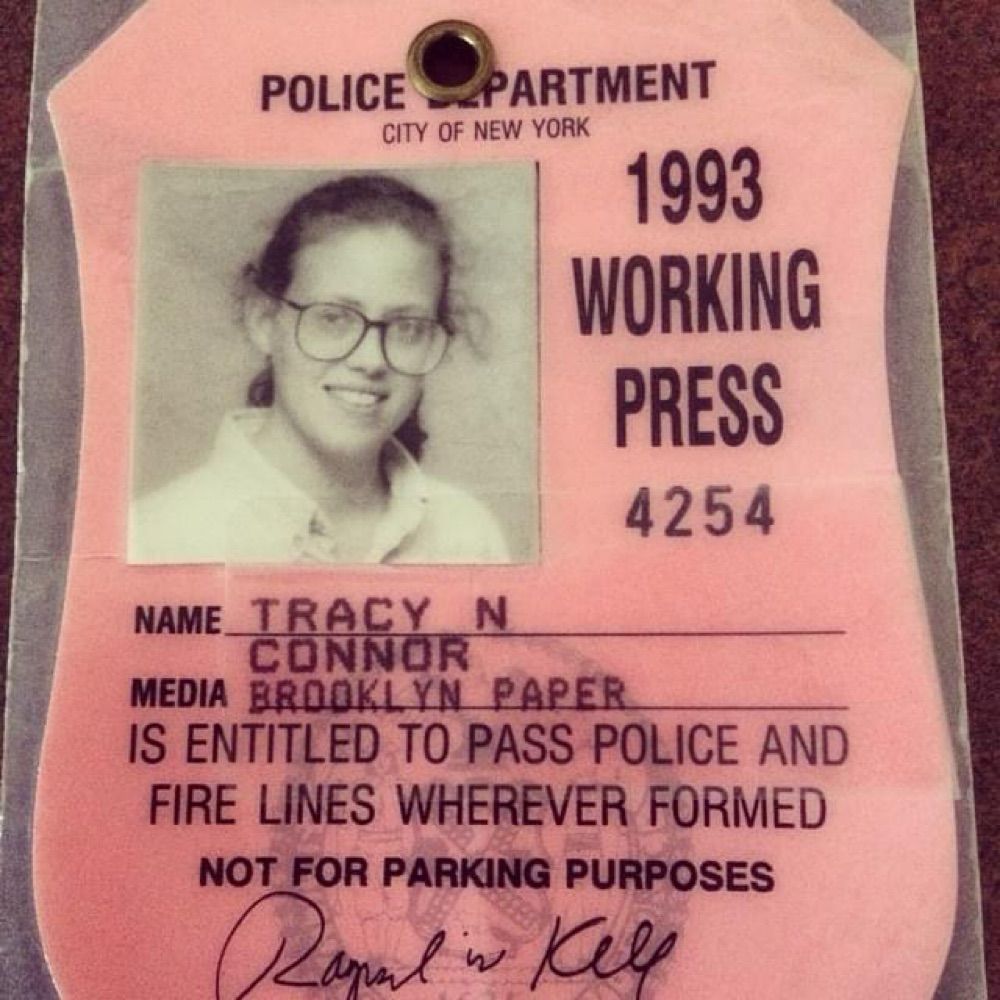 POLICE DEPARTMENT
CITY OF NEW YORK
1993
WORKING
PRESS
4254
NAME TRACY N
CONNOR
MEDIA BROOKLYN PAPER
IS ENTITLED TO PASS POLICE AND
FIRE LINES WHEREVER FORMED
NOT FOR PARKING PURPOSES